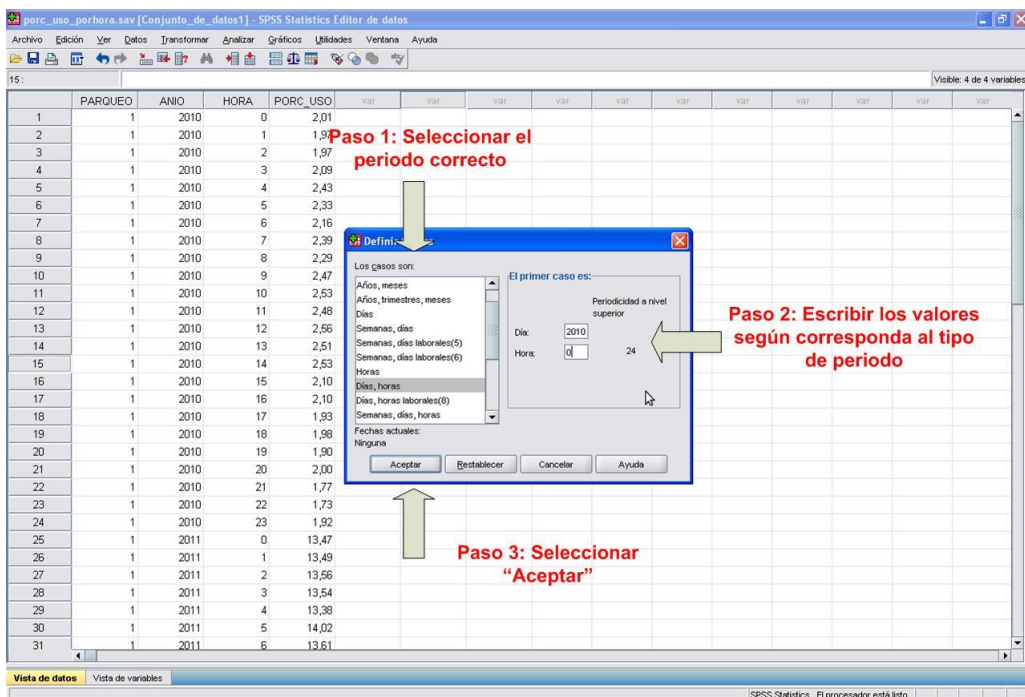 porc_uso_porhora.sav [Conjunto_de_datos1] - SPSS Statistics Editor de datos
Archivo Edición Ver Datos Transformar Analizar Gráficos Utilidades Ventana Ayuda
15 :
Visible: 4 de 4 variables
PARQUEO ANIO HORA PORC_USO var var var var var var var var var var
1 1 2010 0 2,01
2 1 2010 1 1,97
3 1 2010 2 1,97
4 1 2010 3 2,09
5 1 2010 4 2,43
6 1 2010 5 2,33
7 1 2010 6 2,16
8 1 2010 7 2,39
9 1 2010 8 2,29
10 1 2010 9 2,47
11 1 2010 10 2,53
12 1 2010 11 2,48
13 1 2010 12 2,56
14 1 2010 13 2,51
15 1 2010 14 2,53
16 1 2010 15 2,10
17 1 2010 16 2,10
18 1 2010 17 1,93
19 1 2010 18 1,98
20 1 2010 19 1,90
21 1 2010 20 2,00
22 1 2010 21 1,77
23 1 2010 22 1,73
24 1 2010 23 1,92
25 1 2011 0 13,47
26 1 2011 1 13,49
27 1 2011 2 13,56
28 1 2011 3 13,54
29 1 2011 4 13,38
30 1 2011 5 14,02
31 1 2011 6 13,61
Paso 1: Seleccionar el
periodo correcto
Los casos son:
Años, meses
Años, trimestres, meses
Días
Semanas, días
Semanas, días laborales(5)
Semanas, días laborales(6)
Horas
Días, horas
Días, horas laborales(8)
Semanas, días, horas
Fechas actuales:
Ninguna
El primer caso es:
Periodicidad a nivel
superior
Día: 2010
Hora: 0 24
Aceptar Restablecer Cancelar Ayuda
Paso 2: Escribir los valores
según corresponda al tipo
de periodo
Paso 3: Seleccionar
“Aceptar”
Vista de datos Vista de variables
SPSS Statistics El procesador está listo